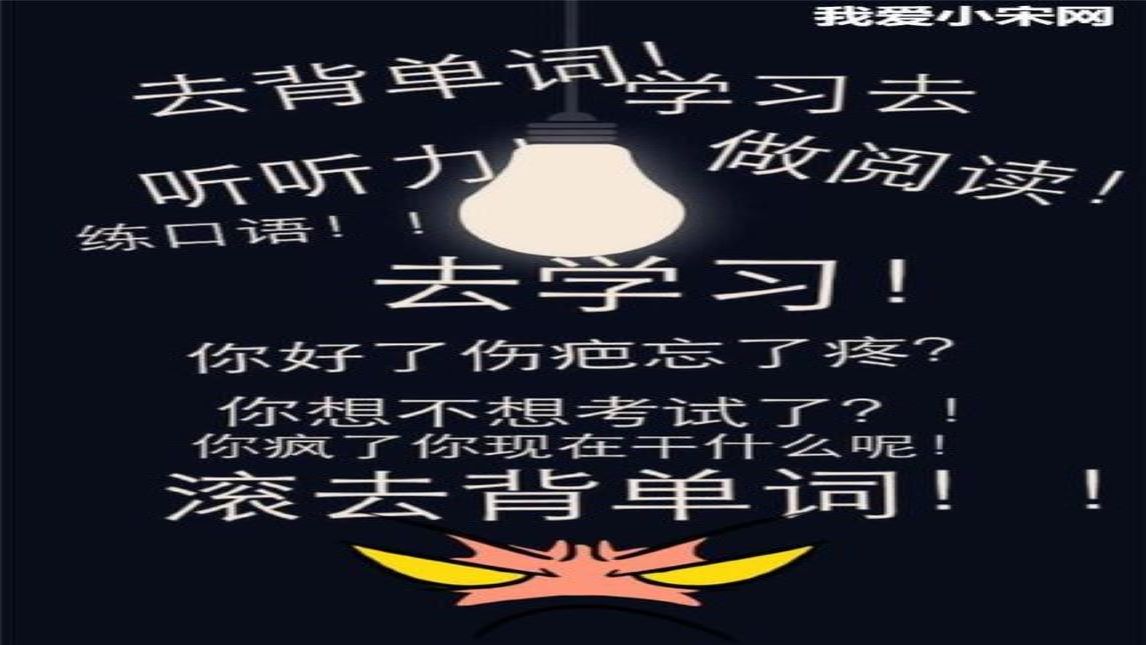 我爱小宋网
去背单词！
学习去
听听力！
做阅读！
练口语！！
去学习！
你好了伤疤忘了疼？
你想不想考试了？！
你疯了你现在干什么呢！
滚去背单词！！